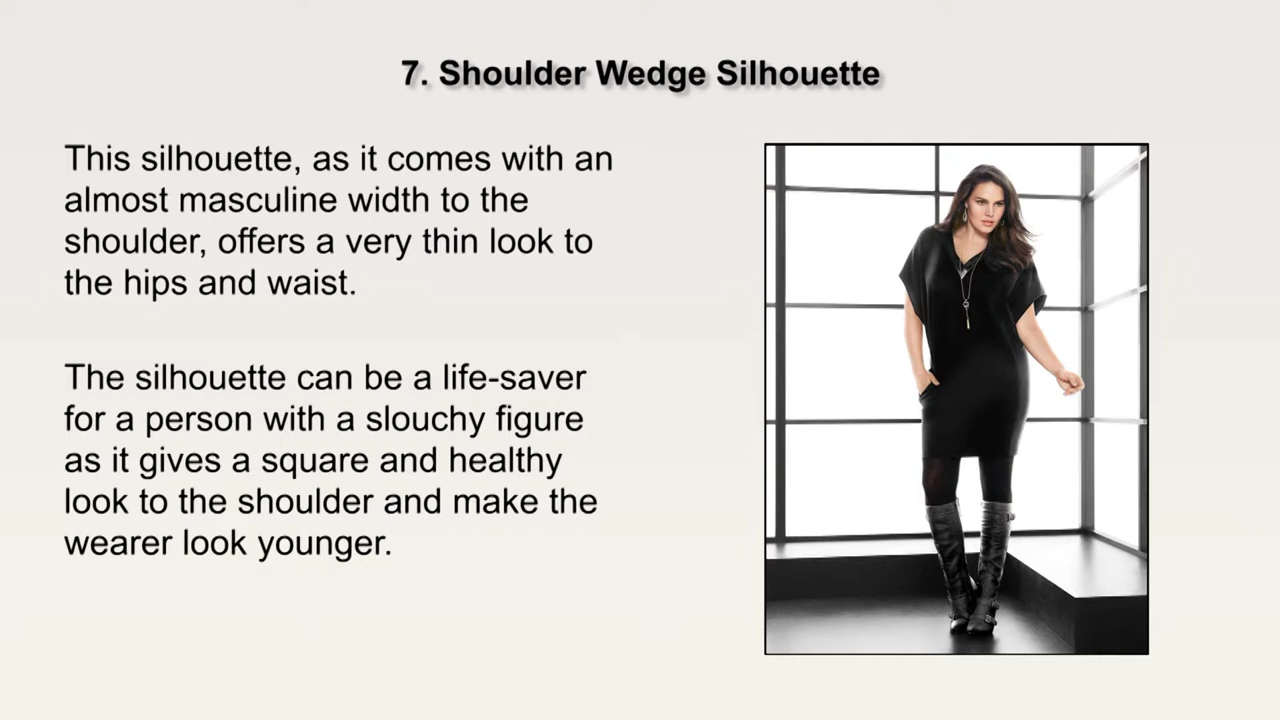 7. Shoulder Wedge Silhouette
This silhouette, as it comes with an
almost masculine width to the
shoulder, offers a very thin look to
the hips and waist.
The silhouette can be a life-saver
for a person with a slouchy figure
as it gives a square and healthy
look to the shoulder and make the
wearer look younger.